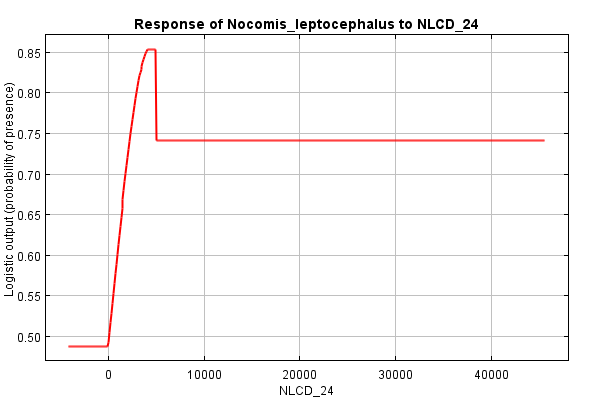 Response of Nocomis_leptocephalus to NLCD_24
Logistic output (probability of presence)
0.85
0.80
0.75
0.70
0.65
0.60
0.55
0.50
0 10000 20000 30000 40000
NLCD_24